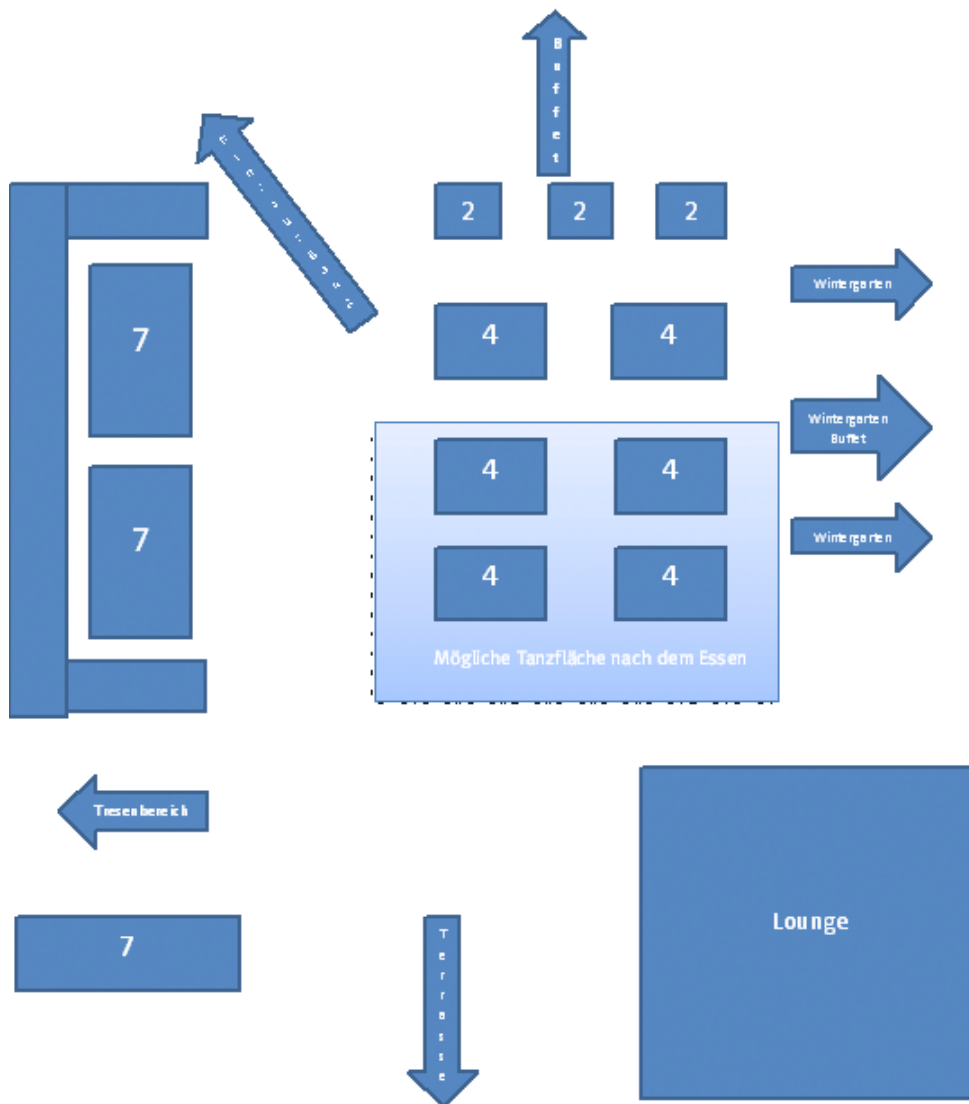 Buffet
2
2
2
Wintergarten
7
4
4
Wintergarten
Buffet
4
4
7
Wintergarten
4
4
Mögliche Tanzfläche nach dem Essen
Tresenbereich
Lounge
7
Terrasse